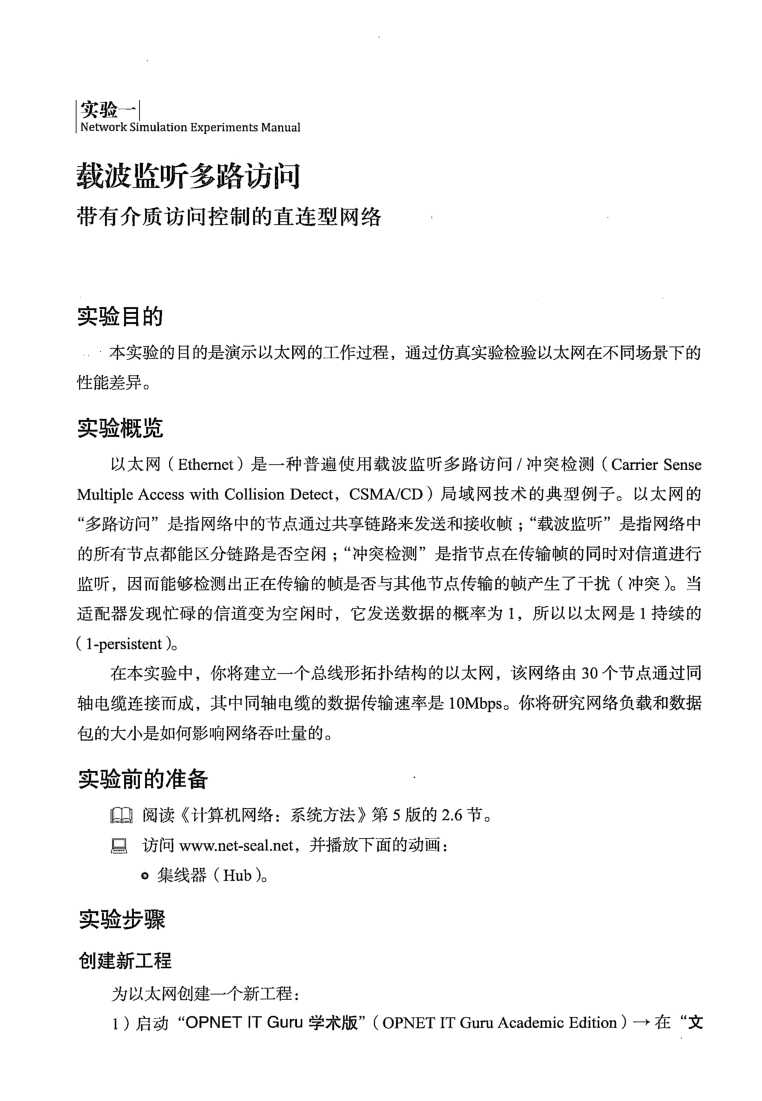 实验一
Network Simulation Experiments Manual
载波监听多路访问
带有介质访问控制的直连型网络
实验目的
本实验的目的是演示以太网的工作过程，通过仿真实验检验以太网在不同场景下的
性能差异。
实验概览
以太网（Ethernet）是一种普遍使用载波监听多路访问/冲突检测（Carrier Sense
Multiple Access with Collision Detect，CSMA/CD）局域网技术的典型例子。以太网的
“多路访问”是指网络中的节点通过共享链路来发送和接收帧；“载波监听”是指网络中
的所有节点都能区分链路是否空闲；“冲突检测”是指节点在传输帧的同时对信道进行
监听，因而能够检测出正在传输的帧是否与其他节点传输的帧产生了干扰（冲突）。当
适配器发现忙碌的信道变为空闲时，它发送数据的概率为 1，所以以太网是 1 持续的
（1-persistent）。
在本实验中，你将建立一个总线形拓扑结构的以太网，该网络由 30 个节点通过同
轴电缆连接而成，其中同轴电缆的数据传输速率是 10Mbps。你将研究网络负载和数据
包的大小是如何影响网络吞吐量的。
实验前的准备
阅读《计算机网络：系统方法》第 5 版的 2.6 节。
访问 www.net-seal.net，并播放下面的动画：
集线器（Hub）。
实验步骤
创建新工程
为以太网创建一个新工程：
1）启动“OPNET IT Guru 学术版”（OPNET IT Guru Academic Edition）→ 在“文